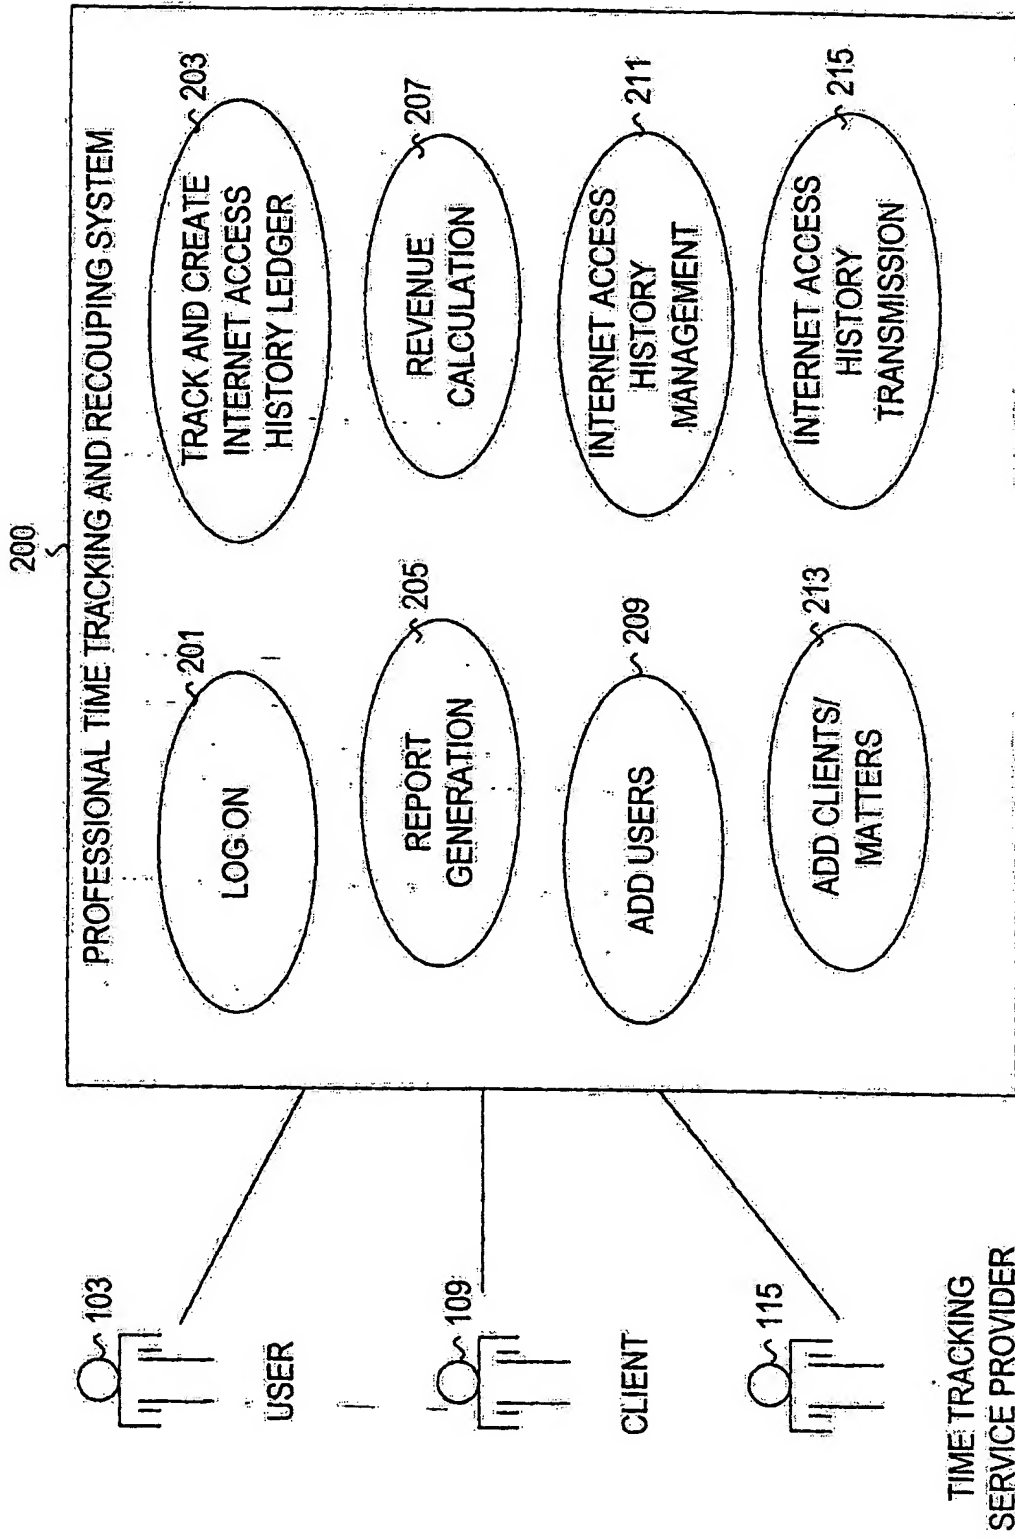 200
PROFESSIONAL TIME TRACKING AND RECOUPING SYSTEM
103
USER
109
CLIENT
115
TIME TRACKING
SERVICE PROVIDER
201
LOG ON
203
TRACK AND CREATE
INTERNET ACCESS
HISTORY LEDGER
205
REPORT
GENERATION
207
REVENUE
CALCULATION
209
ADD USERS
211
INTERNET ACCESS
HISTORY
MANAGEMENT
213
ADD CLIENTS/
MATTERS
215
INTERNET ACCESS
HISTORY
TRANSMISSION